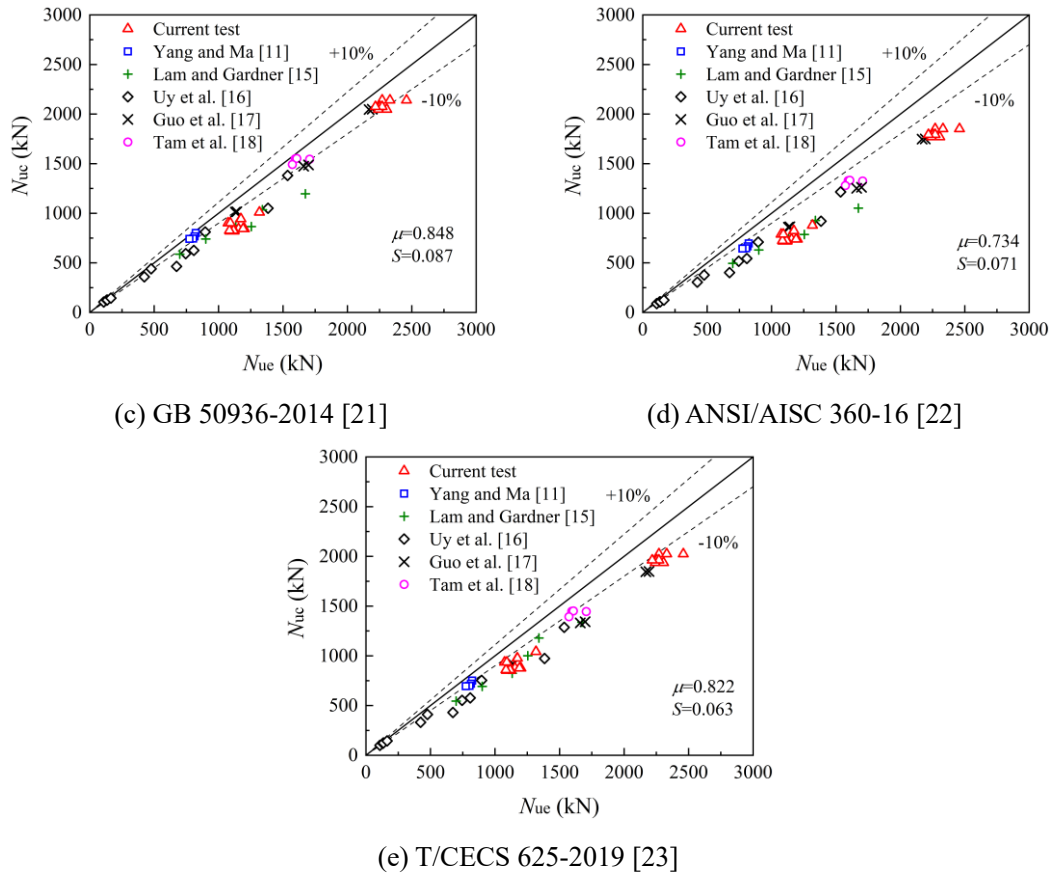 3000
2500
2000
1500
1000
500
0
Nuc (kN)
Current test
Yang and Ma [11]
Lam and Gardner [15]
Uy et al. [16]
Guo et al. [17]
Tam et al. [18]
+10%
-10%
μ=0.848
S=0.087
0 500 1000 1500 2000 2500 3000
Nue (kN)
(c) GB 50936-2014 [21]
3000
2500
2000
1500
1000
500
0
Nuc (kN)
Current test
Yang and Ma [11]
Lam and Gardner [15]
Uy et al. [16]
Guo et al. [17]
Tam et al. [18]
+10%
-10%
μ=0.734
S=0.071
0 500 1000 1500 2000 2500 3000
Nue (kN)
(d) ANSI/AISC 360-16 [22]
3000
2500
2000
1500
1000
500
0
Nuc (kN)
Current test
Yang and Ma [11]
Lam and Gardner [15]
Uy et al. [16]
Guo et al. [17]
Tam et al. [18]
+10%
-10%
μ=0.822
S=0.063
0 500 1000 1500 2000 2500 3000
Nue (kN)
(e) T/CECS 625-2019 [23]